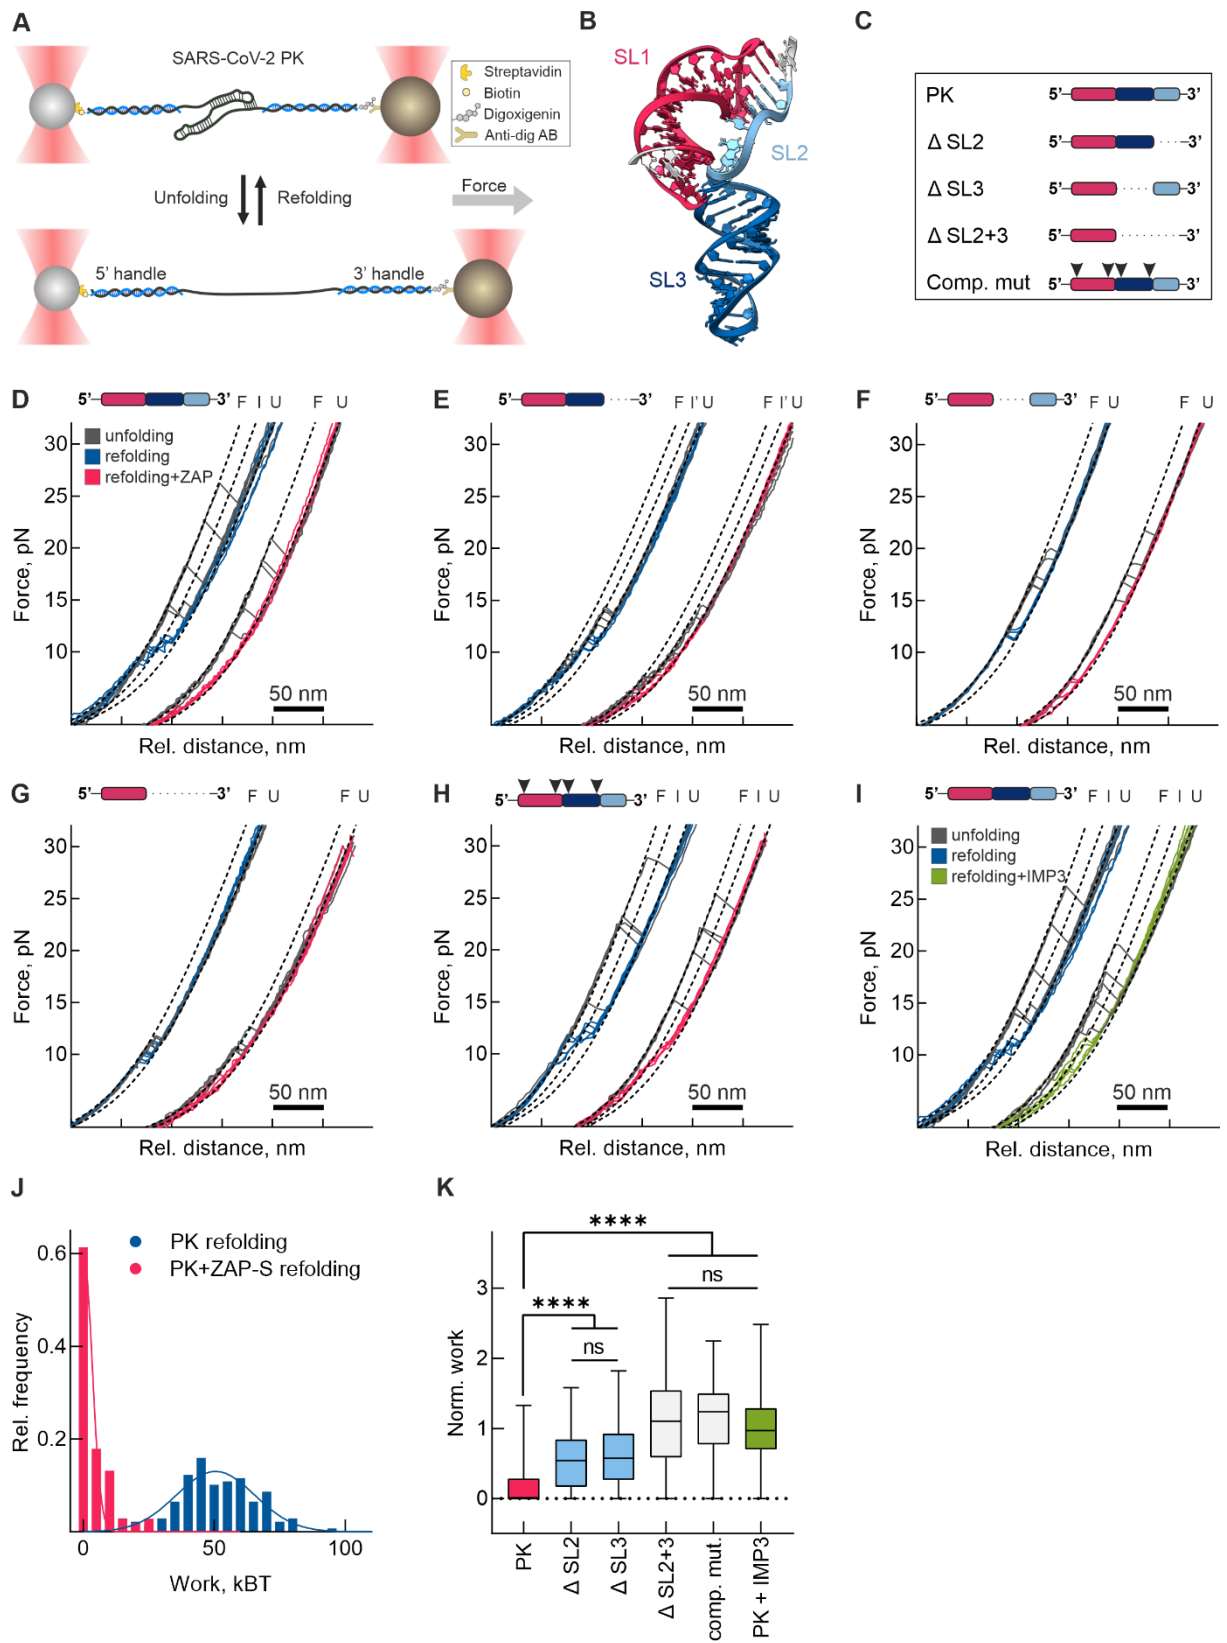 A
SARS-CoV-2 PK
Streptavidin
Biotin
Digoxigenin
Anti-dig AB
Unfolding
Refolding
Force
5' handle
3' handle
B
SL1
SL2
SL3
C
PK 5' 3'
Δ SL2 5' 3'
Δ SL3 5' 3'
Δ SL2+3 5' 3'
Comp. mut 5' 3'
D 5' 3' F I U F U
unfolding
refolding
refolding+ZAP
30
25
20
15
10
Force, pN
50 nm
Rel. distance, nm
E 5' 3' F I' U F I' U
30
25
20
15
10
Force, pN
50 nm
Rel. distance, nm
F 5' 3' F U F U
30
25
20
15
10
Force, pN
50 nm
Rel. distance, nm
G 5' 3' F U F U
30
25
20
15
10
Force, pN
50 nm
Rel. distance, nm
H 5' 3' F I U F I U
30
25
20
15
10
Force, pN
50 nm
Rel. distance, nm
I 5' 3' F I U F I U
unfolding
refolding
refolding+IMP3
30
25
20
15
10
Force, pN
50 nm
Rel. distance, nm
J
PK refolding
PK+ZAP-S refolding
0.6
0.4
0.2
Rel. frequency
0 50 100
Work, kBT
K
****
ns
****
ns
3
2
1
0
Norm. work
PK
Δ SL2
Δ SL3
Δ SL2+3
comp. mut.
PK + IMP3